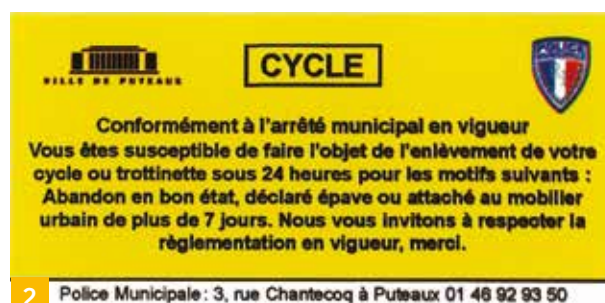 VILLE DE PUTEAUX
CYCLE
POLICE
Conformément à l'arrêté municipal en vigueur
Vous êtes susceptible de faire l'objet de l'enlèvement de votre
cycle ou trottinette sous 24 heures pour les motifs suivants :
Abandon en bon état, déclaré épave ou attaché au mobilier
urbain de plus de 7 jours. Nous vous invitons à respecter la
règlementation en vigueur, merci.
2 Police Municipale : 3, rue Chantecoq à Puteaux 01 46 92 93 50